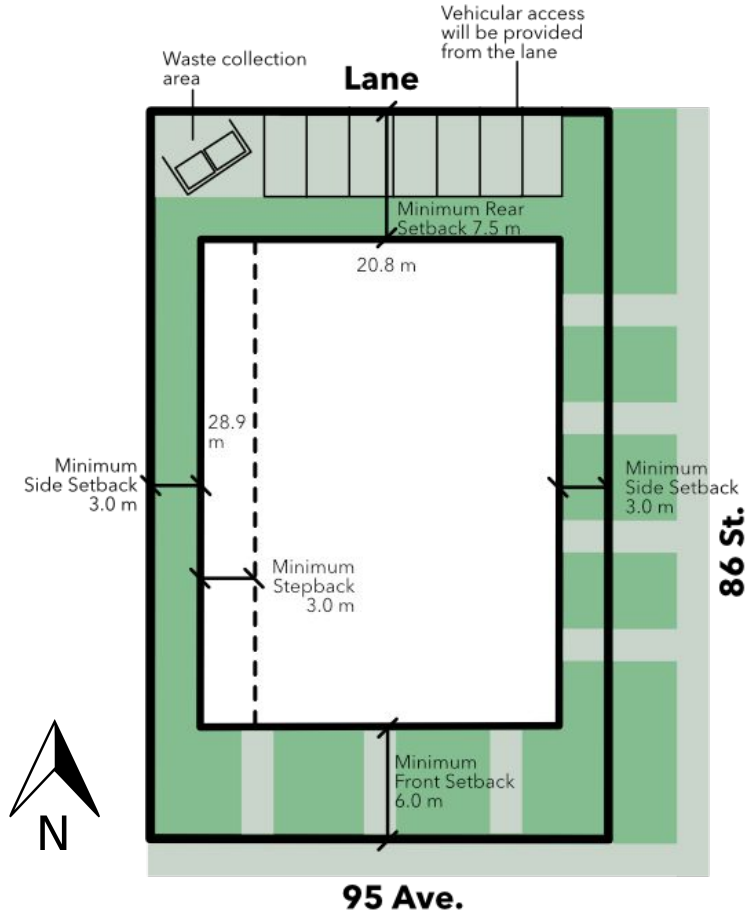 Vehicular access
will be provided
from the lane
Waste collection
area
Lane
Minimum Rear
Setback 7.5 m
20.8 m
28.9
m
Minimum
Side Setback
3.0 m
Minimum
Side Setback
3.0 m
86 St.
Minimum
Stepback
3.0 m
Minimum
Front Setback
6.0 m
N
95 Ave.